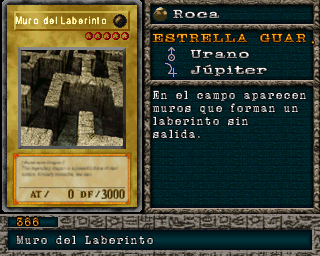 Muro del Laberinto
AT/ 0 DF/3000
Roca
ESTRELLA GUAR.
Urano
Júpiter
En el campo aparecen
muros que forman un
laberinto sin
salida.
366
Muro del Laberinto